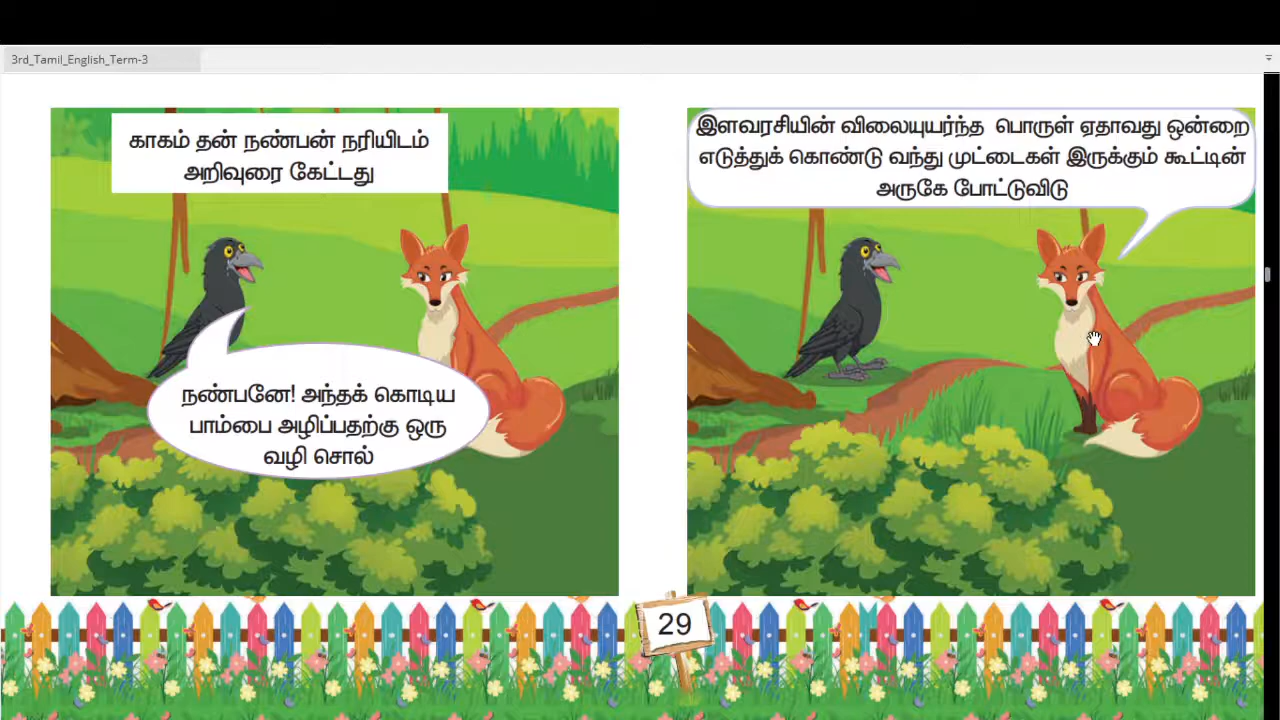 3rd_Tamil_English_Term-3
காகம் தன் நண்பன் நரியிடம்
அறிவுரை கேட்டது
நண்பனே! அந்தக் கொடிய
பாம்பை அழிப்பதற்கு ஒரு
வழி சொல்
இளவரசியின் விலையுயர்ந்த பொருள் ஏதாவது ஒன்றை
எடுத்துக் கொண்டு வந்து முட்டைகள் இருக்கும் கூட்டின்
அருகே போட்டுவிடு
29